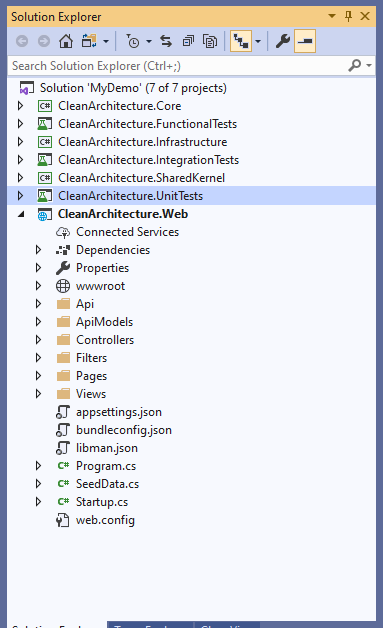 Solution Explorer
Search Solution Explorer (Ctrl+;)
Solution 'MyDemo' (7 of 7 projects)
C# CleanArchitecture.Core
CleanArchitecture.FunctionalTests
C# CleanArchitecture.Infrastructure
CleanArchitecture.IntegrationTests
C# CleanArchitecture.SharedKernel
CleanArchitecture.UnitTests
CleanArchitecture.Web
Connected Services
Dependencies
Properties
wwwroot
Api
ApiModels
Controllers
Filters
Pages
Views
appsettings.json
bundleconfig.json
libman.json
C# Program.cs
C# SeedData.cs
C# Startup.cs
web.config